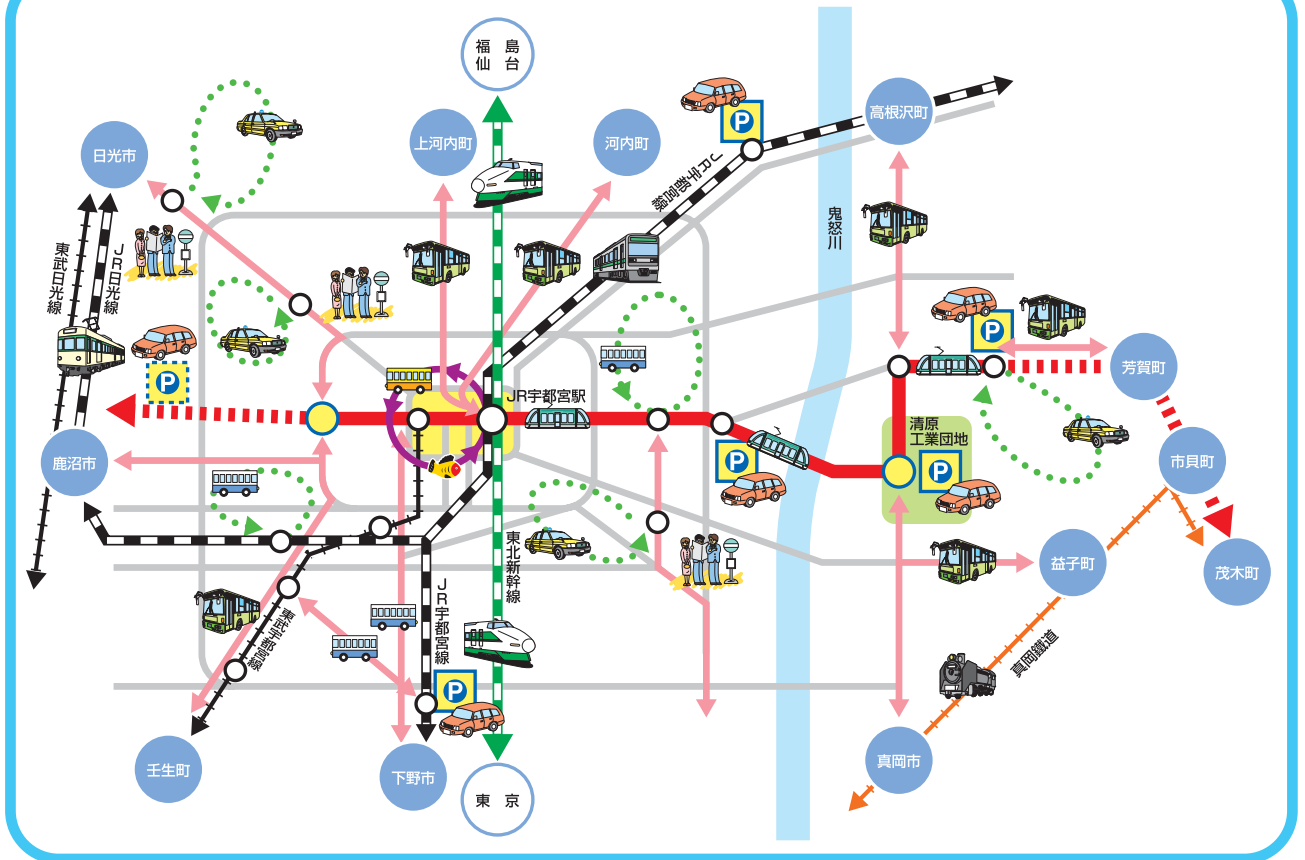 福 島
仙 台
高根沢町
P
上河内町
河内町
日光市
JR宇都宮線
鬼怒川
東武日光線
JR日光線
P
P
芳賀町
JR宇都宮駅
清原
工業団地
P
P
市貝町
鹿沼市
東北新幹線
益子町
茂木町
JR宇都宮線
東武宇都宮線
真岡鐵道
P
壬生町
下野市
東 京
真岡市